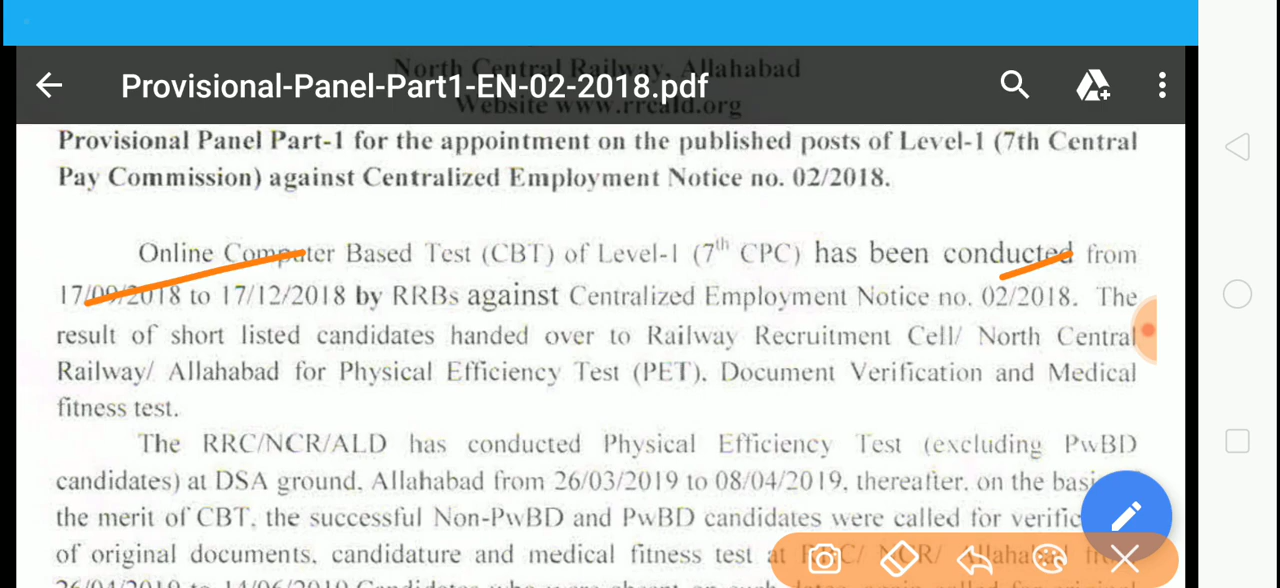 North Central Railway, Allahabad
Provisional-Panel-Part1-EN-02-2018.pdf
Website www.rrcald.org
Provisional Panel Part-1 for the appointment on the published posts of Level-1 (7th Central
Pay Commission) against Centralized Employment Notice no. 02/2018.
Online Computer Based Test (CBT) of Level-1 (7th CPC) has been conducted from
17/09/2018 to 17/12/2018 by RRBs against Centralized Employment Notice no. 02/2018. The
result of short listed candidates handed over to Railway Recruitment Cell/ North Central
Railway/ Allahabad for Physical Efficiency Test (PET), Document Verification and Medical
fitness test.
The RRC/NCR/ALD has conducted Physical Efficiency Test (excluding PwBD
candidates) at DSA ground, Allahabad from 26/03/2019 to 08/04/2019, thereafter, on the basi
the merit of CBT, the successful Non-PwBD and PwBD candidates were called for verific
of original documents, candidature and medical fitness test at RRC/ NCR/ Allahabad